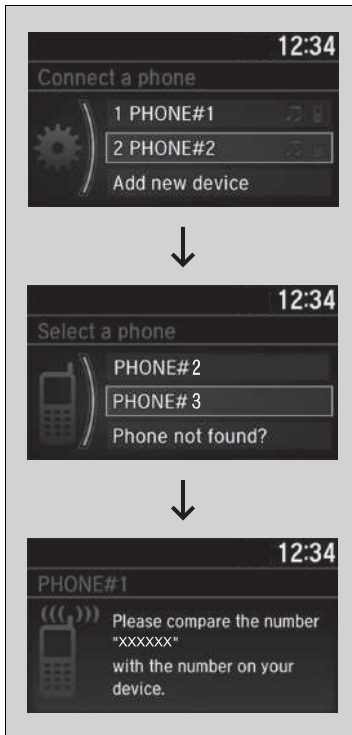 12:34
Connect a phone
1 PHONE#1
2 PHONE#2
Add new device
12:34
Select a phone
PHONE#2
PHONE#3
Phone not found?
12:34
PHONE#1
Please compare the number
"XXXXXX"
with the number on your
device.